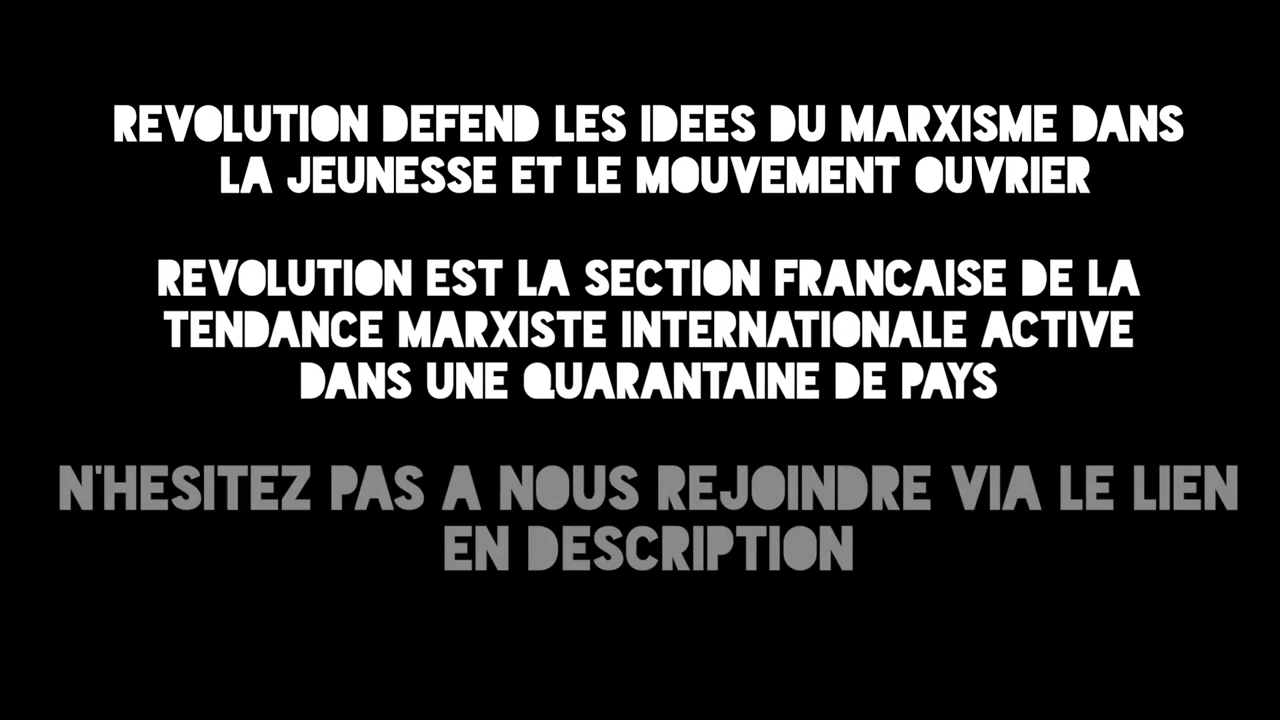 REVOLUTION DEFEND LES IDEES DU MARXISME DANS
LA JEUNESSE ET LE MOUVEMENT OUVRIER
REVOLUTION EST LA SECTION FRANCAISE DE LA
TENDANCE MARXISTE INTERNATIONALE ACTIVE
DANS UNE QUARANTAINE DE PAYS
N'HESITEZ PAS A NOUS REJOINDRE VIA LE LIEN
EN DESCRIPTION